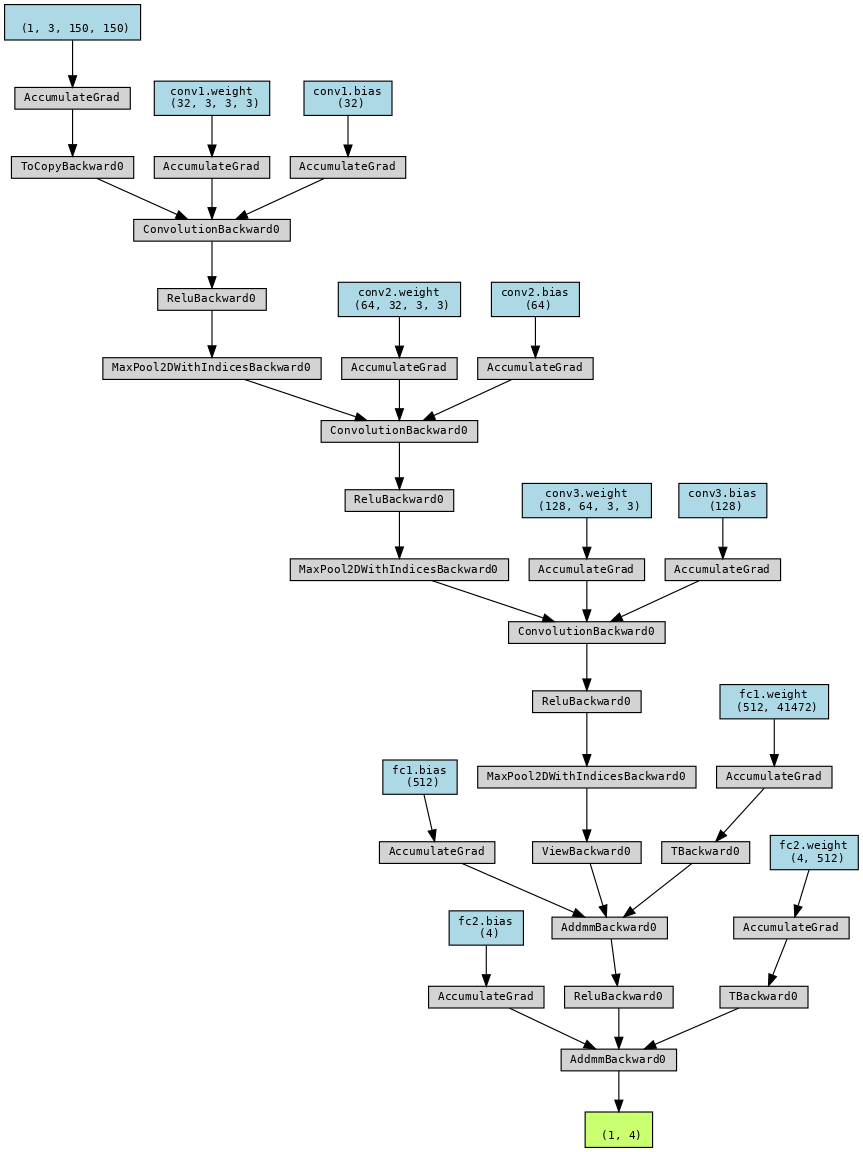 (1, 3, 150, 150)
AccumulateGrad
conv1.weight
(32, 3, 3, 3)
conv1.bias
(32)
ToCopyBackward0
AccumulateGrad
AccumulateGrad
ConvolutionBackward0
ReluBackward0
conv2.weight
(64, 32, 3, 3)
conv2.bias
(64)
MaxPool2DWithIndicesBackward0
AccumulateGrad
AccumulateGrad
ConvolutionBackward0
ReluBackward0
conv3.weight
(128, 64, 3, 3)
conv3.bias
(128)
MaxPool2DWithIndicesBackward0
AccumulateGrad
AccumulateGrad
ConvolutionBackward0
ReluBackward0
fc1.weight
(512, 41472)
fc1.bias
(512)
MaxPool2DWithIndicesBackward0
AccumulateGrad
AccumulateGrad
ViewBackward0
TBackward0
fc2.weight
(4, 512)
fc2.bias
(4)
AddmmBackward0
AccumulateGrad
AccumulateGrad
ReluBackward0
TBackward0
AddmmBackward0
(1, 4)